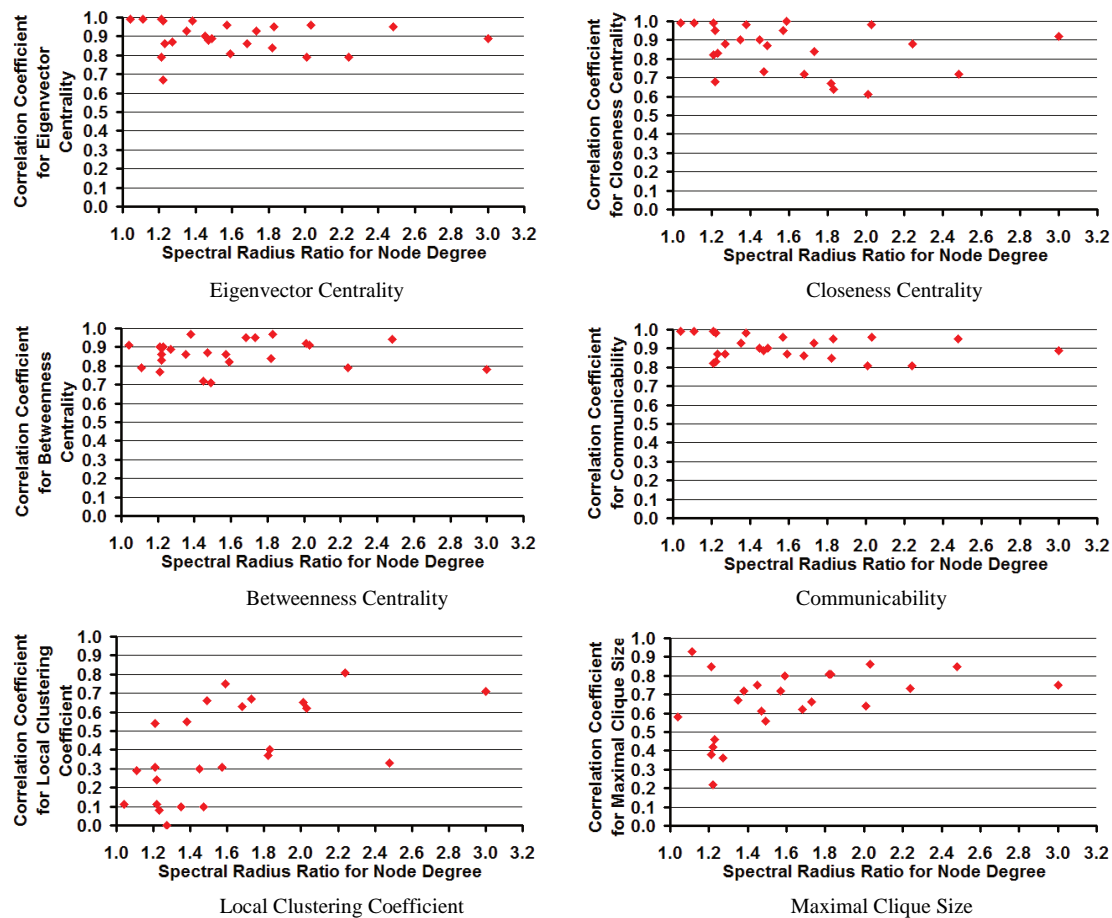 Correlation Coefficient
for Eigenvector
Centrality
1.0
0.9
0.8
0.7
0.6
0.5
0.4
0.3
0.2
0.1
0.0
1.0 1.2 1.4 1.6 1.8 2.0 2.2 2.4 2.6 2.8 3.0 3.2
Spectral Radius Ratio for Node Degree
Eigenvector Centrality
Correlation Coefficient
for Closeness Centrality
1.0
0.9
0.8
0.7
0.6
0.5
0.4
0.3
0.2
0.1
0.0
1.0 1.2 1.4 1.6 1.8 2.0 2.2 2.4 2.6 2.8 3.0 3.2
Spectral Radius Ratio for Node Degree
Closeness Centrality
Correlation Coefficient
for Betweenness
Centrality
1.0
0.9
0.8
0.7
0.6
0.5
0.4
0.3
0.2
0.1
0.0
1.0 1.2 1.4 1.6 1.8 2.0 2.2 2.4 2.6 2.8 3.0 3.2
Spectral Radius Ratio for Node Degree
Betweenness Centrality
Correlation Coefficient
for Communicability
1.0
0.9
0.8
0.7
0.6
0.5
0.4
0.3
0.2
0.1
0.0
1.0 1.2 1.4 1.6 1.8 2.0 2.2 2.4 2.6 2.8 3.0 3.2
Spectral Radius Ratio for Node Degree
Communicability
Correlation Coefficient
for Local Clustering
Coefficient
1.0
0.9
0.8
0.7
0.6
0.5
0.4
0.3
0.2
0.1
0.0
1.0 1.2 1.4 1.6 1.8 2.0 2.2 2.4 2.6 2.8 3.0 3.2
Spectral Radius Ratio for Node Degree
Local Clustering Coefficient
Correlation Coefficient
for Maximal Clique Size
1.0
0.9
0.8
0.7
0.6
0.5
0.4
0.3
0.2
0.1
0.0
1.0 1.2 1.4 1.6 1.8 2.0 2.2 2.4 2.6 2.8 3.0 3.2
Spectral Radius Ratio for Node Degree
Maximal Clique Size